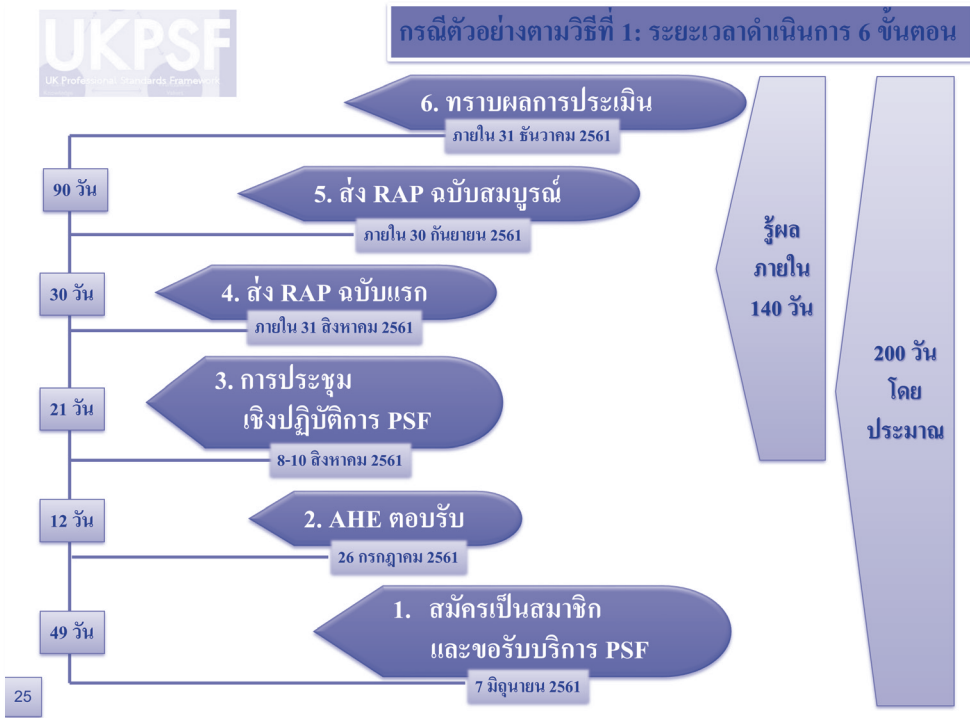 UKPSF
UK Professional Standards Framework
กรณีตัวอย่างตามวิธีที่ 1: ระยะเวลาดำเนินการ 6 ขั้นตอน
6. ทราบผลการประเมิน
ภายใน 31 ธันวาคม 2561
90 วัน
5. ส่ง RAP ฉบับสมบูรณ์
ภายใน 30 กันยายน 2561
30 วัน
4. ส่ง RAP ฉบับแรก
ภายใน 31 สิงหาคม 2561
21 วัน
3. การประชุม
เชิงปฏิบัติการ PSF
8-10 สิงหาคม 2561
12 วัน
2. AHE ตอบรับ
26 กรกฎาคม 2561
49 วัน
1. สมัครเป็นสมาชิก
และขอรับบริการ PSF
7 มิถุนายน 2561
รู้ผล
ภายใน
140 วัน
200 วัน
โดย
ประมาณ
25